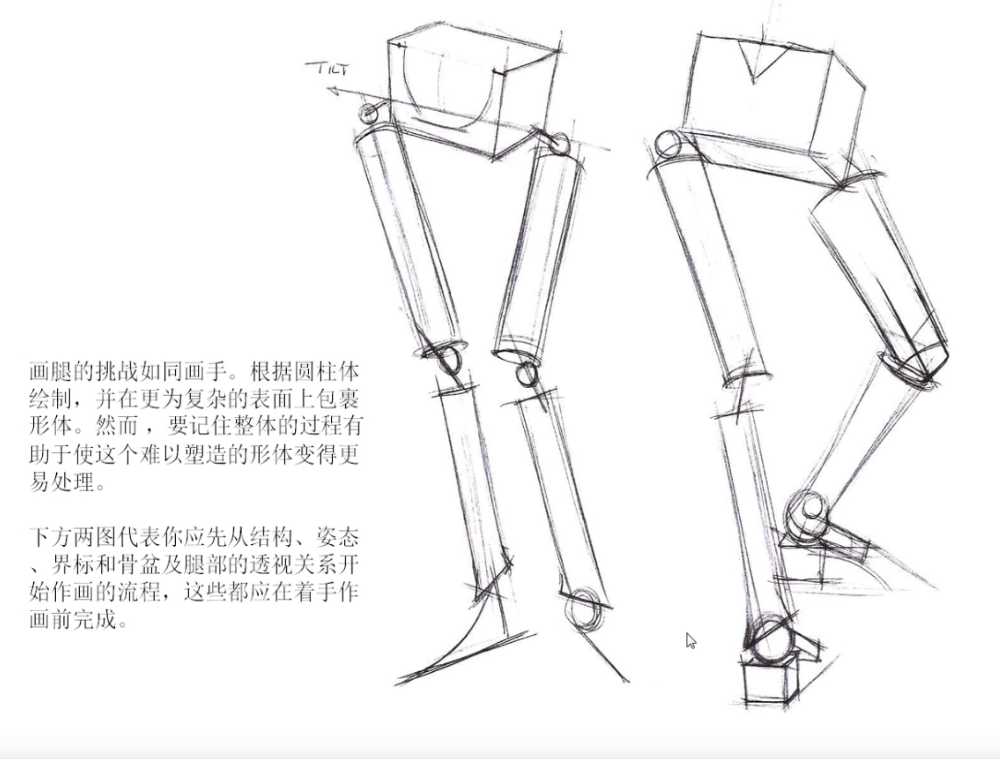 TILT
画腿的挑战如同画手。根据圆柱体
绘制，并在更为复杂的表面上包裹
形体。然而，要记住整体的过程有
助于使这个难以塑造的形体变得更
易处理。
下方两图代表你应先从结构、姿态
、界标和骨盆及腿部的透视关系开
始作画的流程，这些都应在着手作
画前完成。